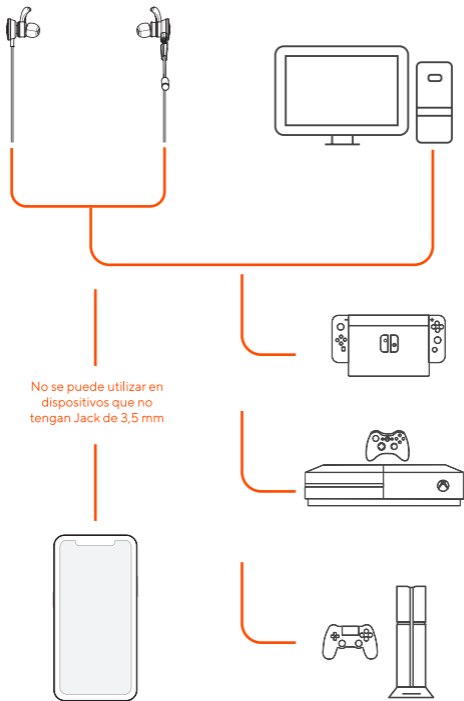 No se puede utilizar en
dispositivos que no
tengan Jack de 3,5 mm